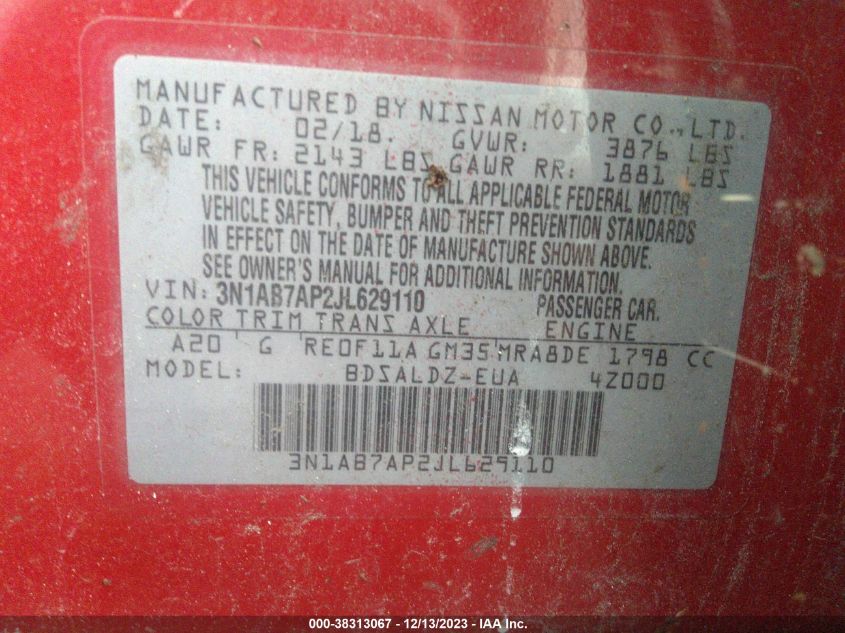 MANUFACTURED BY NISSAN MOTOR CO., LTD.
DATE: 02/18. GVWR: 3876 LBS
GAWR FR: 2143 LBS GAWR RR: 1881 LBS
THIS VEHICLE CONFORMS TO ALL APPLICABLE FEDERAL MOTOR
VEHICLE SAFETY, BUMPER AND THEFT PREVENTION STANDARDS
IN EFFECT ON THE DATE OF MANUFACTURE SHOWN ABOVE.
SEE OWNER'S MANUAL FOR ADDITIONAL INFORMATION.
VIN: 3N1AB7AP2JL629110 PASSENGER CAR.
COLOR TRIM TRANS AXLE ENGINE
A20 G RE0F11A GM35 MRA8DE 1798 CC
MODEL: BDSALDZ-EUA 4Z000
3N1AB7AP2JL629110
000-38313067 - 12/13/2023 - IAA Inc.